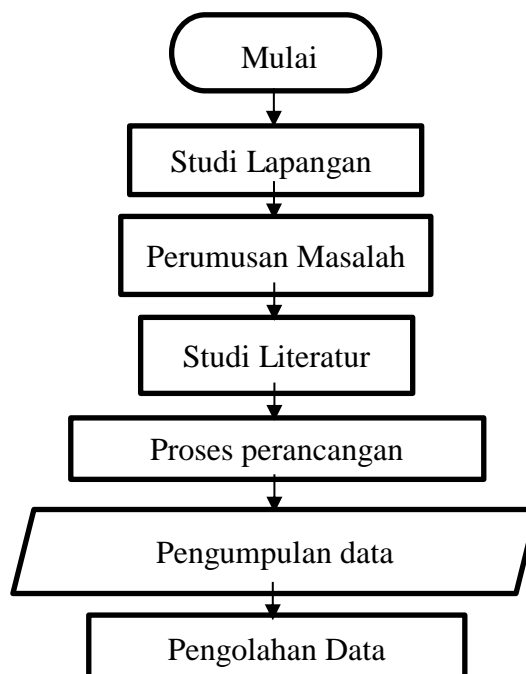 Mulai
Studi Lapangan
Perumusan Masalah
Studi Literatur
Proses perancangan
Pengumpulan data
Pengolahan Data